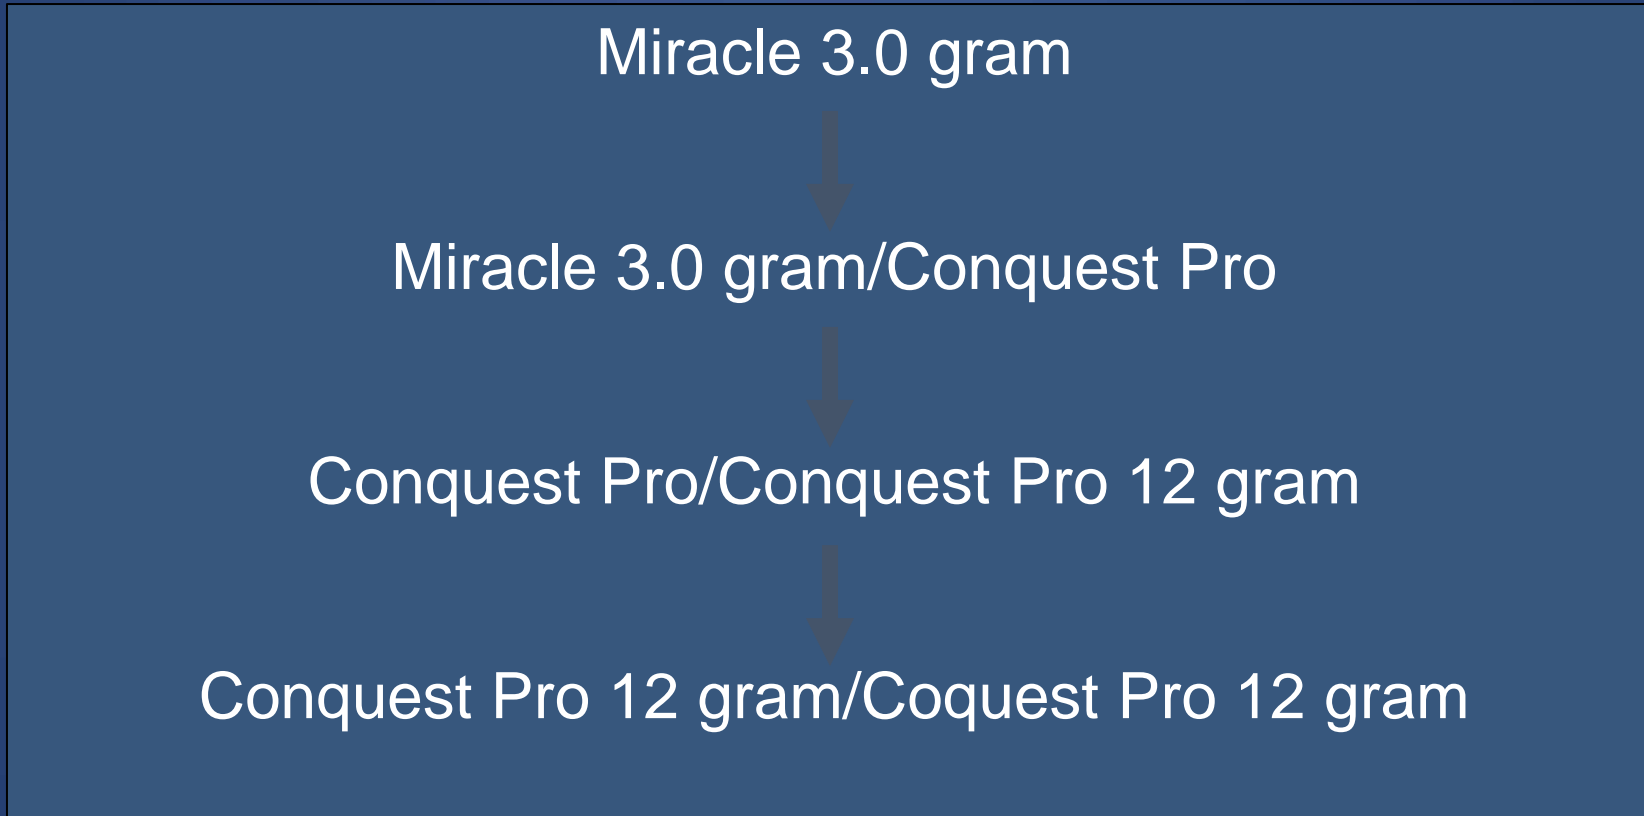 Miracle 3.0 gram
Miracle 3.0 gram/Conquest Pro
Conquest Pro/Conquest Pro 12 gram
Conquest Pro 12 gram/Coquest Pro 12 gram